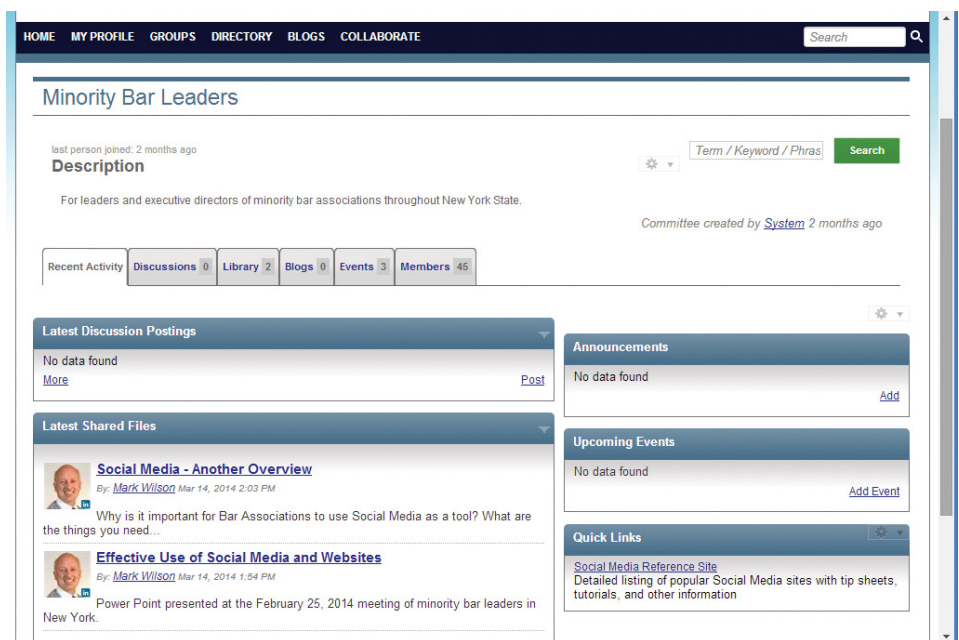 HOME MY PROFILE GROUPS DIRECTORY BLOGS COLLABORATE Search
Minority Bar Leaders
last person joined: 2 months ago
Description
Term / Keyword / Phras Search
For leaders and executive directors of minority bar associations throughout New York State.
Committee created by System 2 months ago
Recent Activity Discussions 0 Library 2 Blogs 0 Events 3 Members 45
Latest Discussion Postings
No data found
More Post
Latest Shared Files
Social Media - Another Overview
By: Mark Wilson Mar 14, 2014 2:03 PM
Why is it important for Bar Associations to use Social Media as a tool? What are
the things you need...
Effective Use of Social Media and Websites
By: Mark Wilson Mar 14, 2014 1:54 PM
Power Point presented at the February 25, 2014 meeting of minority bar leaders in
New York.
Announcements
No data found
Add
Upcoming Events
No data found
Add Event
Quick Links
Social Media Reference Site
Detailed listing of popular Social Media sites with tip sheets,
tutorials, and other information
in
in